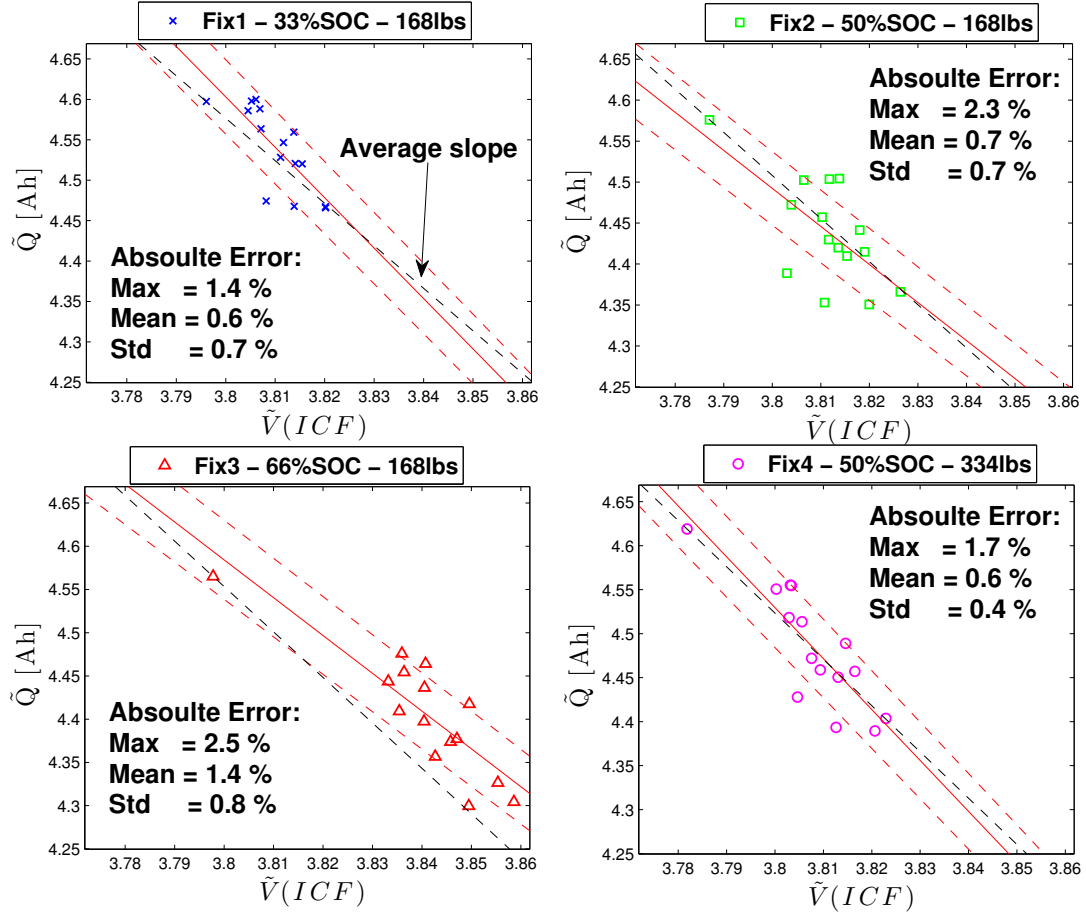 Fix1 − 33%SOC − 168lbs
4.65
4.6
4.55
4.5
4.45
4.4
4.35
4.3
4.25
Q̃ [Ah]
Average slope
Absoulte Error:
Max = 1.4 %
Mean = 0.6 %
Std = 0.7 %
3.78 3.79 3.8 3.81 3.82 3.83 3.84 3.85 3.86
Ṽ(ICF)
Fix2 − 50%SOC − 168lbs
4.65
4.6
4.55
4.5
4.45
4.4
4.35
4.3
4.25
Q̃ [Ah]
Absoulte Error:
Max = 2.3 %
Mean = 0.7 %
Std = 0.7 %
3.78 3.79 3.8 3.81 3.82 3.83 3.84 3.85 3.86
Ṽ(ICF)
Fix3 − 66%SOC − 168lbs
4.65
4.6
4.55
4.5
4.45
4.4
4.35
4.3
4.25
Q̃ [Ah]
Absoulte Error:
Max = 2.5 %
Mean = 1.4 %
Std = 0.8 %
3.78 3.79 3.8 3.81 3.82 3.83 3.84 3.85 3.86
Ṽ(ICF)
Fix4 − 50%SOC − 334lbs
4.65
4.6
4.55
4.5
4.45
4.4
4.35
4.3
4.25
Q̃ [Ah]
Absoulte Error:
Max = 1.7 %
Mean = 0.6 %
Std = 0.4 %
3.78 3.79 3.8 3.81 3.82 3.83 3.84 3.85 3.86
Ṽ(ICF)